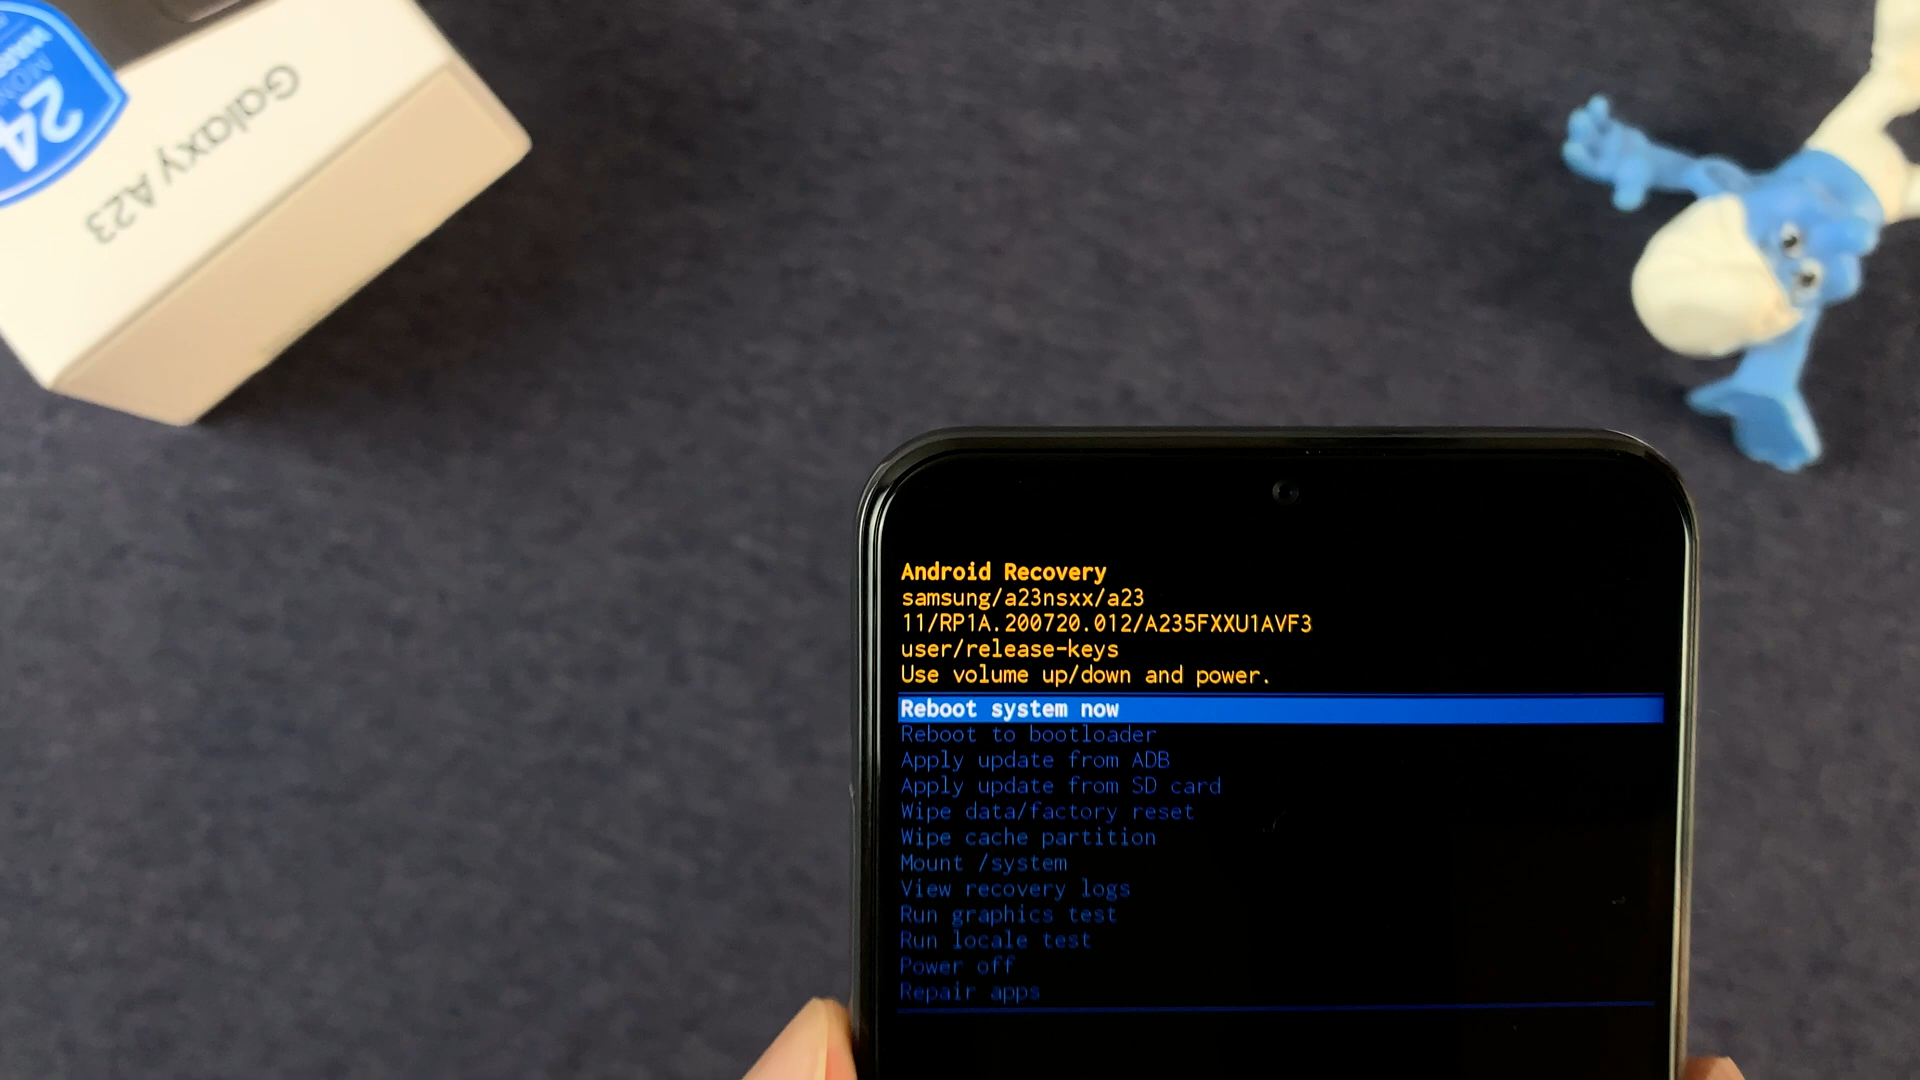 24
Galaxy A23
Android Recovery
samsung/a23nsxx/a23
11/RP1A.200720.012/A235FXXU1AVF3
user/release-keys
Use volume up/down and power.
Reboot system now
Reboot to bootloader
Apply update from ADB
Apply update from SD card
Wipe data/factory reset
Wipe cache partition
Mount /system
View recovery logs
Run graphics test
Run locale test
Power off
Repair apps